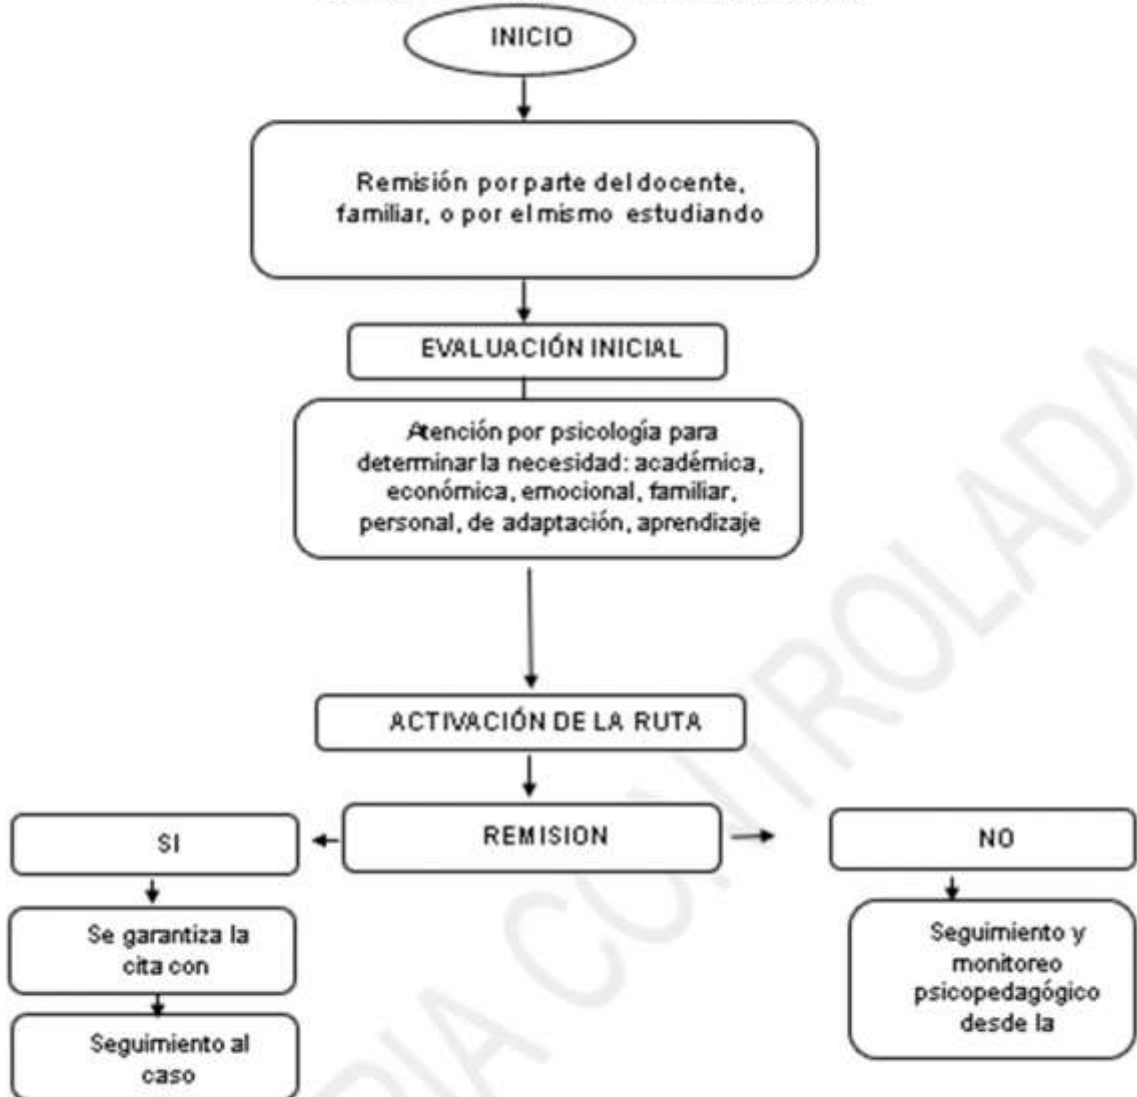 INICIO
Remisión por parte del docente,
familiar, o por el mismo estudiando
EVALUACIÓN INICIAL
Atención por psicología para
determinar la necesidad: académica,
económica, emocional, familiar,
personal, de adaptación, aprendizaje
ACTIVACIÓN DE LA RUTA
REMISION
SI
NO
Se garantiza la
cita con
Seguimiento al
caso
Seguimiento y
monitoreo
psicopedagógico
desde la
CONTROLADA